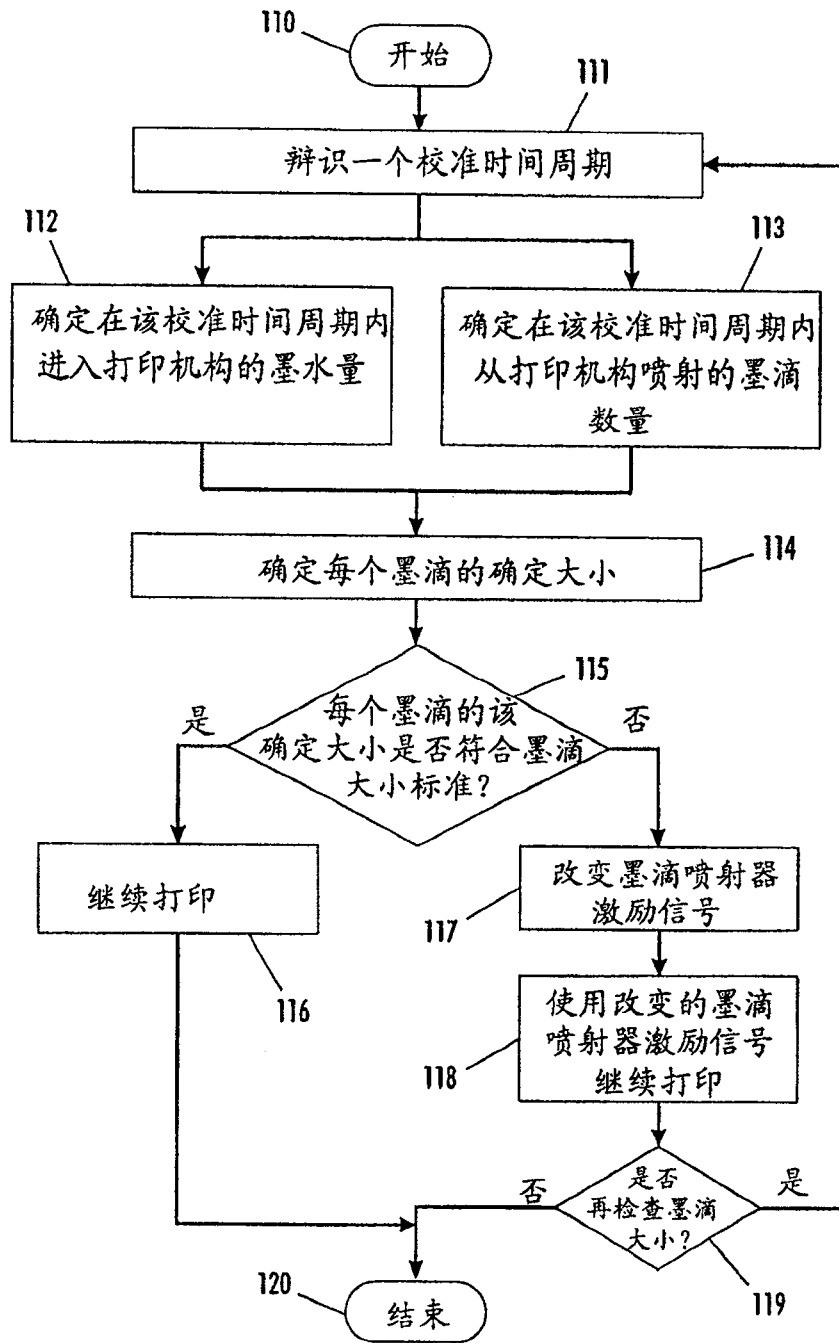 110
开始
111
辩识一个校准时间周期
112
113
确定在该校准时间周期内
进入打印机构的墨水量
确定在该校准时间周期内
从打印机构喷射的墨滴
数量
确定每个墨滴的确定大小
114
115
是
否
每个墨滴的该
确定大小是否符合墨滴
大小标准?
继续打印
116
改变墨滴喷射器
激励信号
117
使用改变的墨滴
喷射器激励信号
继续打印
118
否
是
是否
再检查墨滴
大小?
119
120
结束